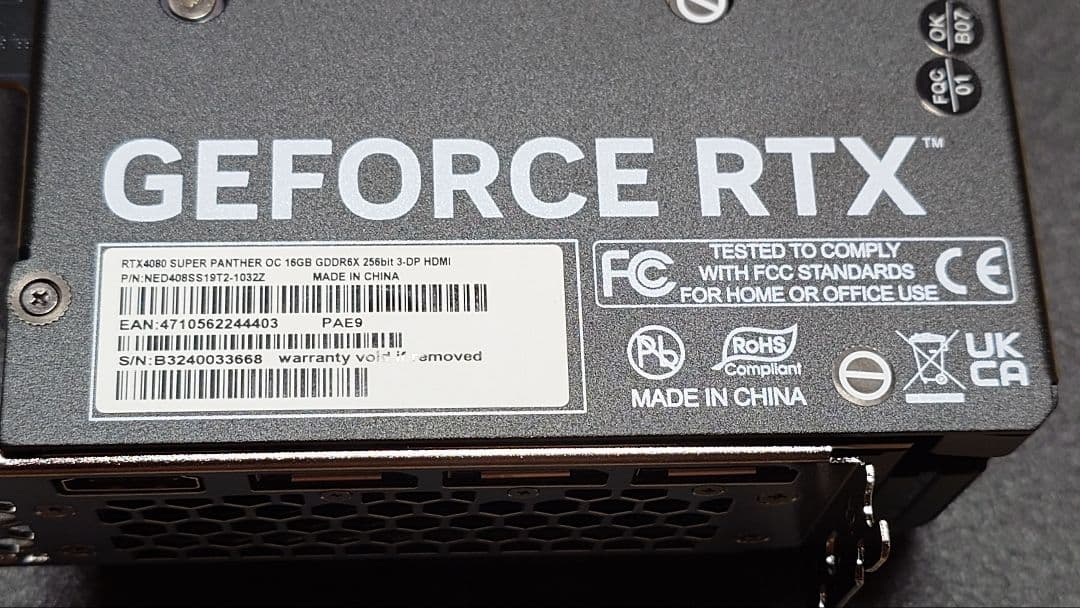 OK B07
FQC 01
GEFORCE RTX™
RTX4080 SUPER PANTHER OC 16GB GDDR6X 256bit 3-DP HDMI
P/N:NED408SS19T2-1032Z MADE IN CHINA
EAN:4710562244403 PAE9
S/N:B3240033668 warranty void if removed
FC
TESTED TO COMPLY
WITH FCC STANDARDS
FOR HOME OR OFFICE USE
CE
Pb
RoHS
Compliant
MADE IN CHINA
UK
CA